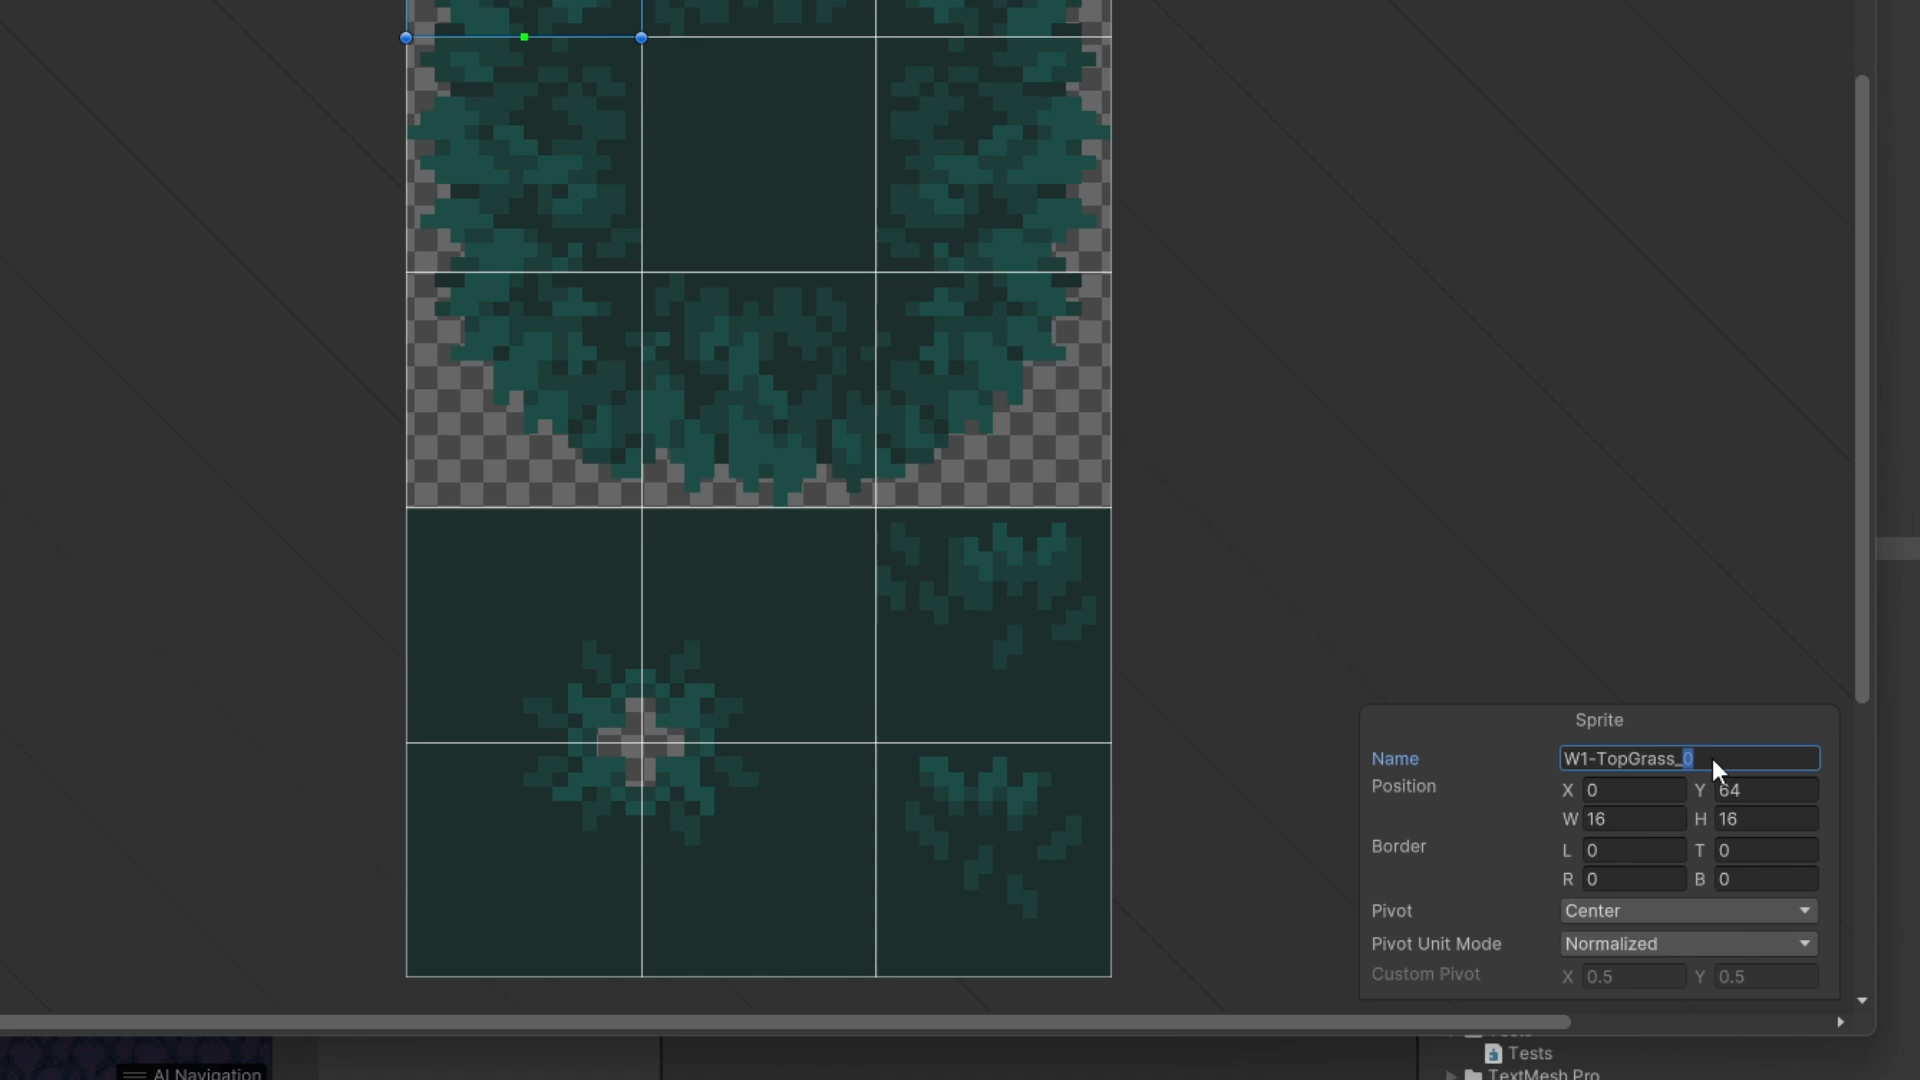 Sprite
Name W1-TopGrass_0
Position X 0 Y 64
W 16 H 16
Border L 0 T 0
R 0 B 0
Pivot Center
Pivot Unit Mode Normalized
Custom Pivot X 0.5 Y 0.5
Tests
Tests
AI Navigation
TextMesh Pro